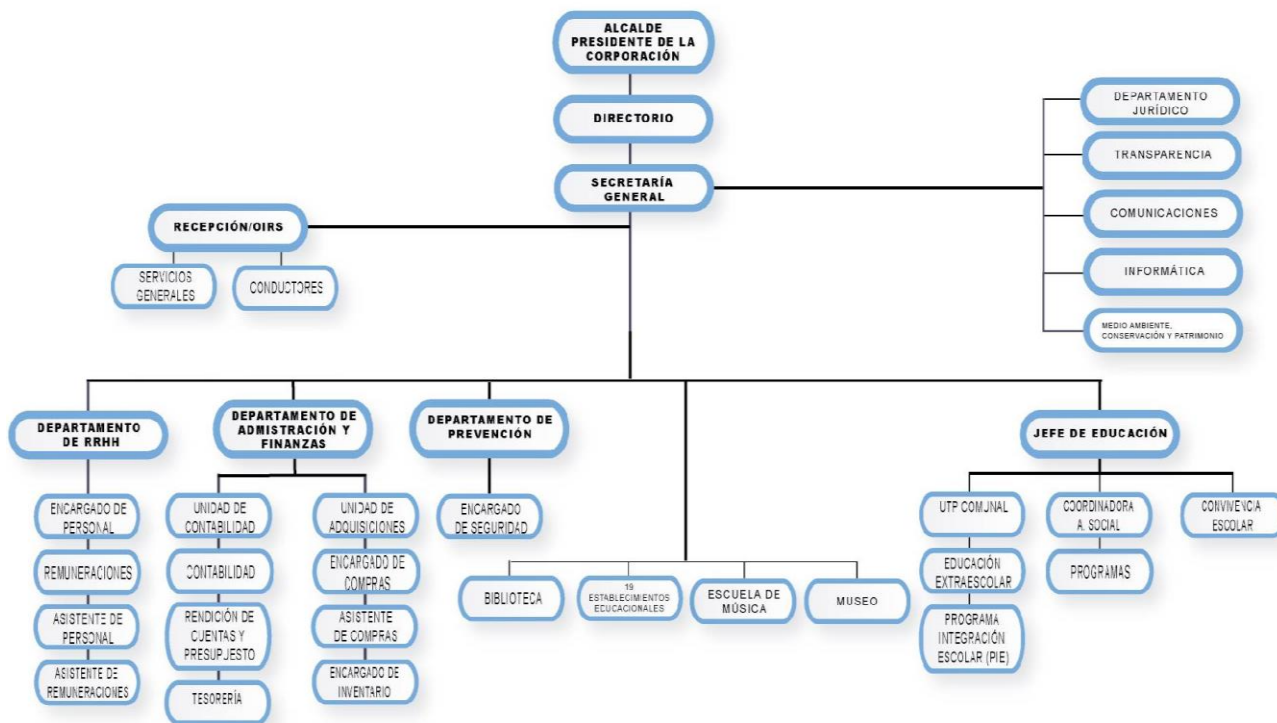 ALCALDE
PRESIDENTE DE LA
CORPORACIÓN
DIRECTORIO
SECRETARÍA
GENERAL
DEPARTAMENTO
JURÍDICO
TRANSPARENCIA
COMUNICACIONES
INFORMÁTICA
MEDIO AMBIENTE,
CONSERVACIÓN Y PATRIMONIO
RECEPCIÓN/OIRS
SERVICIOS
GENERALES
CONDUCTORES
DEPARTAMENTO
DE RRHH
ENCARGADO DE
PERSONAL
REMUNERACIONES
ASISTENTE DE
PERSONAL
ASISTENTE DE
REMUNERACIONES
DEPARTAMENTO DE
ADMISTRACIÓN Y
FINANZAS
UNIDAD DE
CONTABILIDAD
CONTABILIDAD
RENDICIÓN DE
CUENTAS Y
PRESUPJESTO
TESORERÍA
UNIDAD DE
ADQUISICIONES
ENCARGADO DE
COMPRAS
ASISTENTE
DE COMPRAS
ENCARGADO DE
INVENTARIO
DEPARTAMENTO DE
PREVENCIÓN
ENCARGADO
DE SEGURIDAD
BIBLIOTECA
19
ESTABLECIMIENTOS
EDUCACIONALES
ESCUELA DE
MÚSICA
MUSEO
JEFE DE EDUCACIÓN
UTP COMJNAL
EDUCACIÓN
EXTRAESCOLAR
PROGRAMA
INTEGRACIÓN
ESCOLAR (PIE)
COORDINADORA
A. SOCIAL
PROGRAMAS
CONVIVENCIA
ESCOLAR